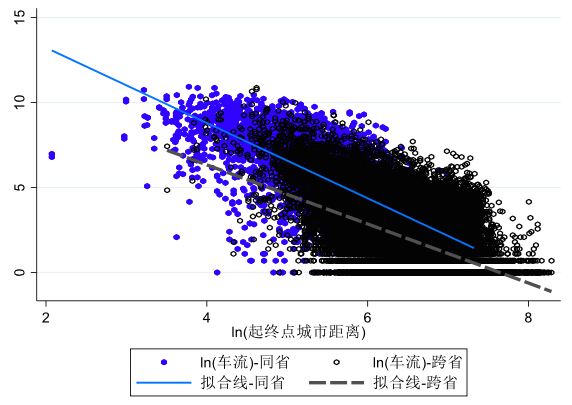 15
10
5
0
2 4 6 8
ln(起终点城市距离)
ln(车流)-同省 ln(车流)-跨省
拟合线-同省 拟合线-跨省